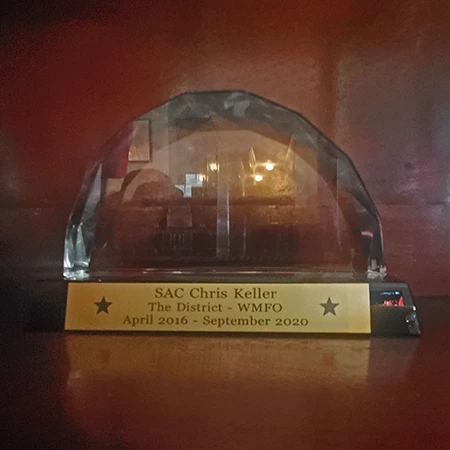 SAC Chris Keller
The District - WMFO
April 2016 - September 2020